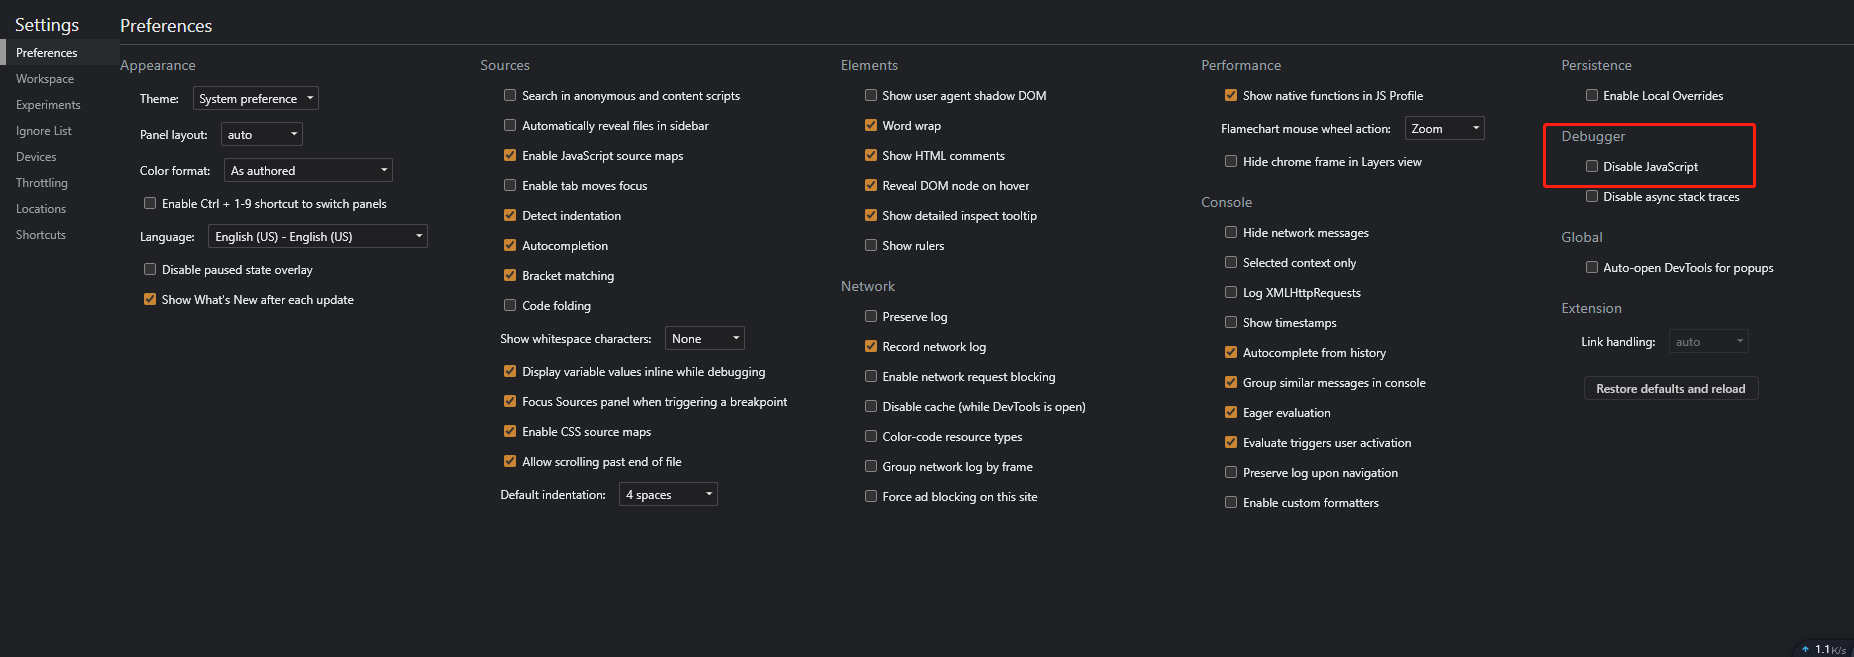 Settings
Preferences
Workspace
Experiments
Ignore List
Devices
Throttling
Locations
Shortcuts
Preferences
Appearance
Theme: System preference
Panel layout: auto
Color format: As authored
Enable Ctrl + 1-9 shortcut to switch panels
Language: English (US) - English (US)
Disable paused state overlay
Show What's New after each update
Sources
Search in anonymous and content scripts
Automatically reveal files in sidebar
Enable JavaScript source maps
Enable tab moves focus
Detect indentation
Autocompletion
Bracket matching
Code folding
Show whitespace characters: None
Display variable values inline while debugging
Focus Sources panel when triggering a breakpoint
Enable CSS source maps
Allow scrolling past end of file
Default indentation: 4 spaces
Elements
Show user agent shadow DOM
Word wrap
Show HTML comments
Reveal DOM node on hover
Show detailed inspect tooltip
Show rulers
Network
Preserve log
Record network log
Enable network request blocking
Disable cache (while DevTools is open)
Color-code resource types
Group network log by frame
Force ad blocking on this site
Performance
Show native functions in JS Profile
Flamechart mouse wheel action: Zoom
Hide chrome frame in Layers view
Console
Hide network messages
Selected context only
Log XMLHttpRequests
Show timestamps
Autocomplete from history
Group similar messages in console
Eager evaluation
Evaluate triggers user activation
Preserve log upon navigation
Enable custom formatters
Persistence
Enable Local Overrides
Debugger
Disable JavaScript
Disable async stack traces
Global
Auto-open DevTools for popups
Extension
Link handling: auto
Restore defaults and reload
1.1K/s